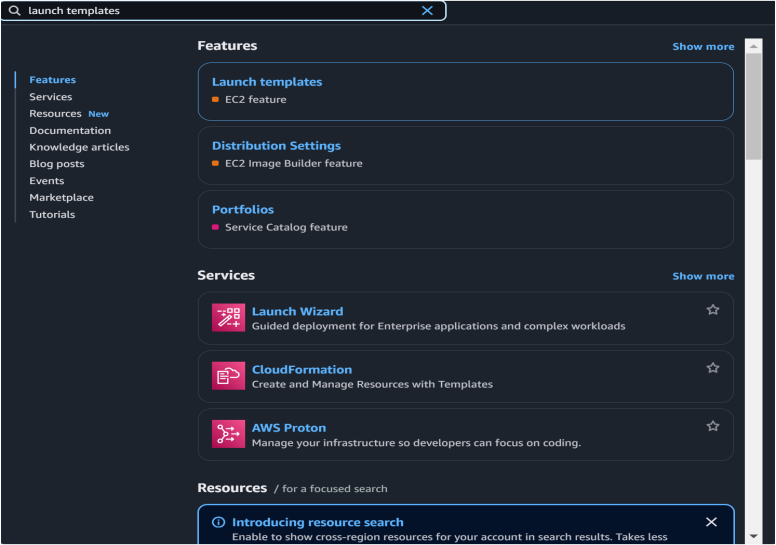 launch templates
Features
Show more
Features
Services
Resources New
Documentation
Knowledge articles
Blog posts
Events
Marketplace
Tutorials
Launch templates
EC2 feature
Distribution Settings
EC2 Image Builder feature
Portfolios
Service Catalog feature
Services
Show more
Launch Wizard
Guided deployment for Enterprise applications and complex workloads
CloudFormation
Create and Manage Resources with Templates
AWS Proton
Manage your infrastructure so developers can focus on coding.
Resources / for a focused search
Introducing resource search
Enable to show cross-region resources for your account in search results. Takes less